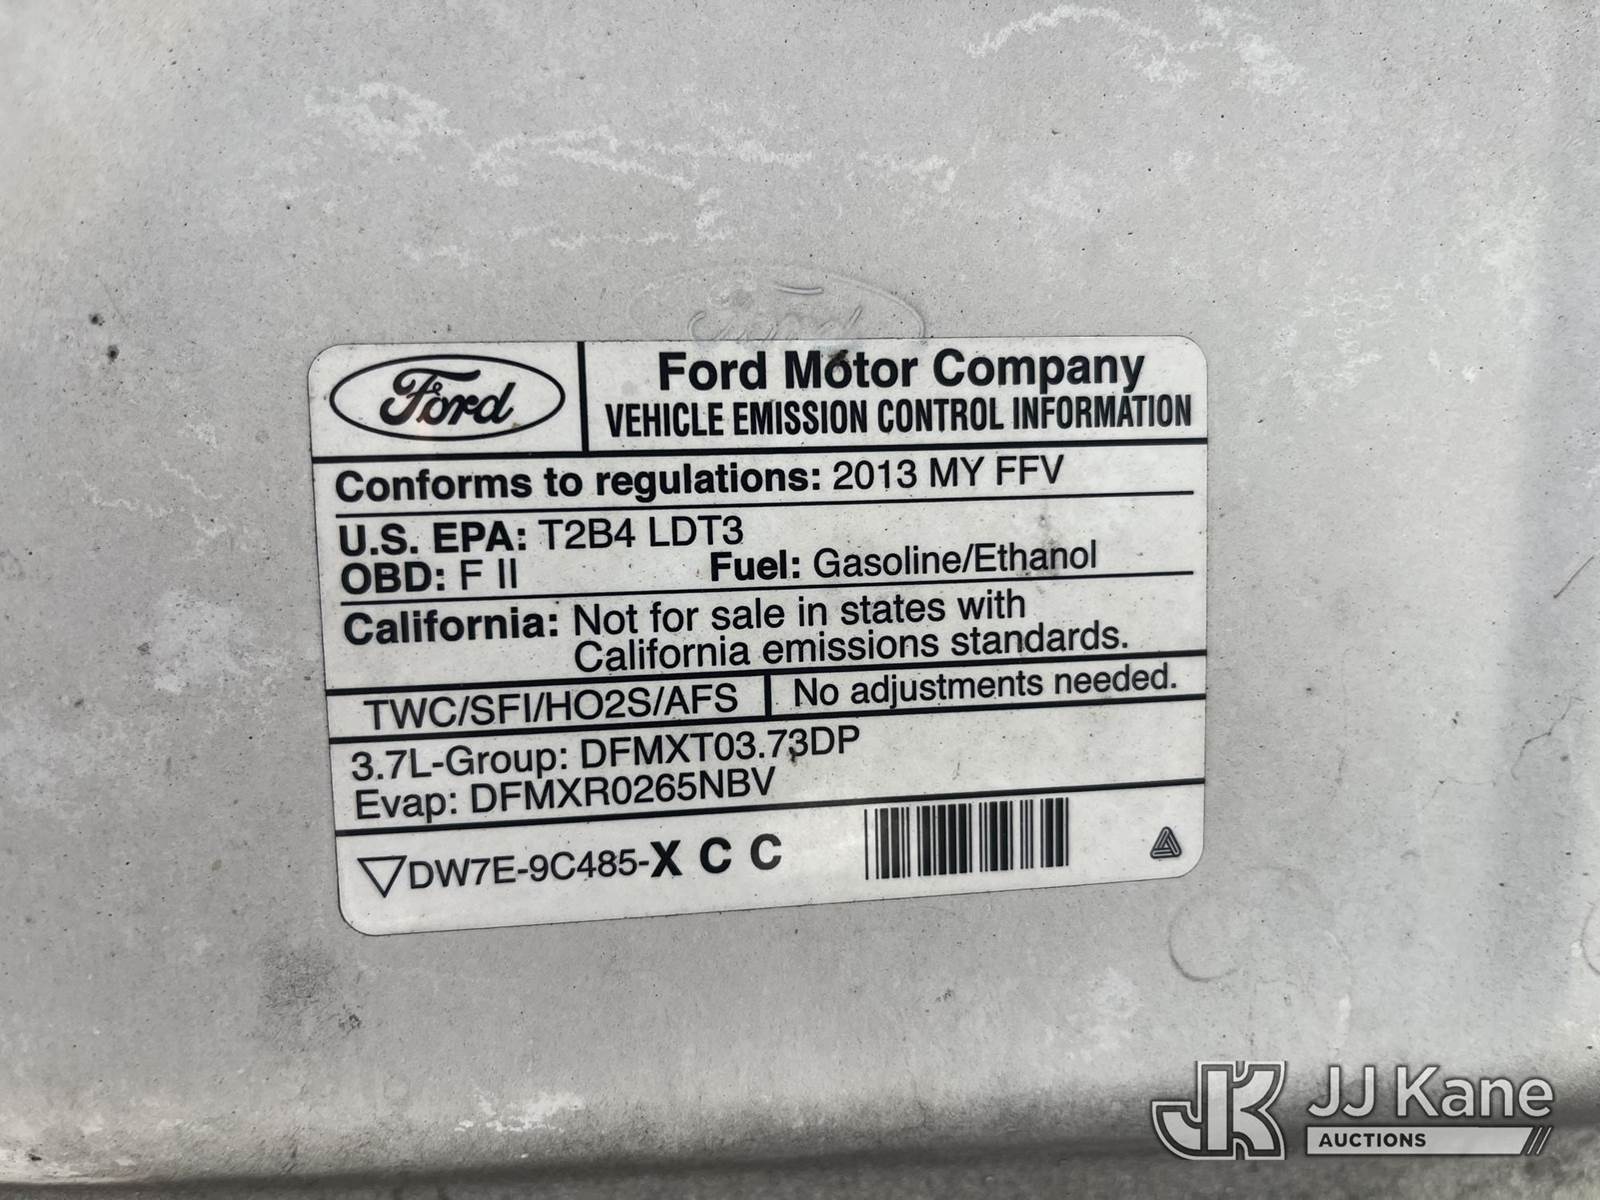 Ford
Ford
Ford Motor Company
VEHICLE EMISSION CONTROL INFORMATION
Conforms to regulations: 2013 MY FFV
U.S. EPA: T2B4 LDT3
OBD: F II Fuel: Gasoline/Ethanol
California: Not for sale in states with
California emissions standards.
TWC/SFI/HO2S/AFS No adjustments needed.
3.7L-Group: DFMXT03.73DP
Evap: DFMXR0265NBV
DW7E-9C485-X C C
JK JJ Kane
AUCTIONS